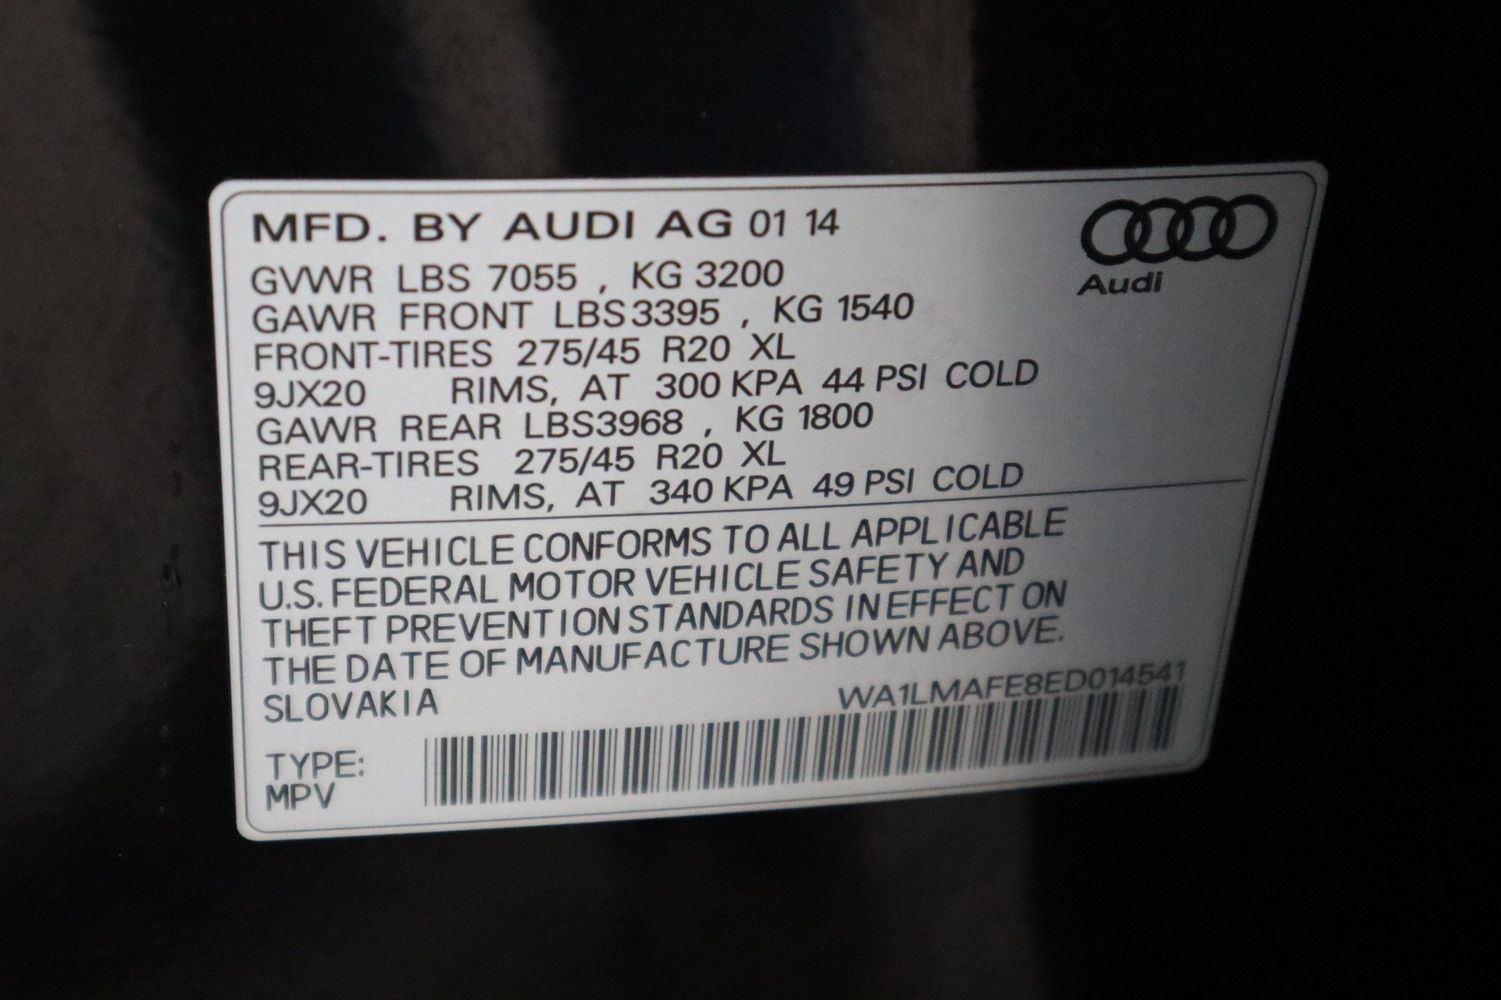 MFD. BY AUDI AG 01 14
Audi
GVWR LBS 7055 , KG 3200
GAWR FRONT LBS3395 , KG 1540
FRONT-TIRES 275/45 R20 XL
9JX20 RIMS, AT 300 KPA 44 PSI COLD
GAWR REAR LBS3968 , KG 1800
REAR-TIRES 275/45 R20 XL
9JX20 RIMS, AT 340 KPA 49 PSI COLD
THIS VEHICLE CONFORMS TO ALL APPLICABLE
U.S. FEDERAL MOTOR VEHICLE SAFETY AND
THEFT PREVENTION STANDARDS IN EFFECT ON
THE DATE OF MANUFACTURE SHOWN ABOVE.
SLOVAKIA WA1LMAFE8ED014541
TYPE:
MPV